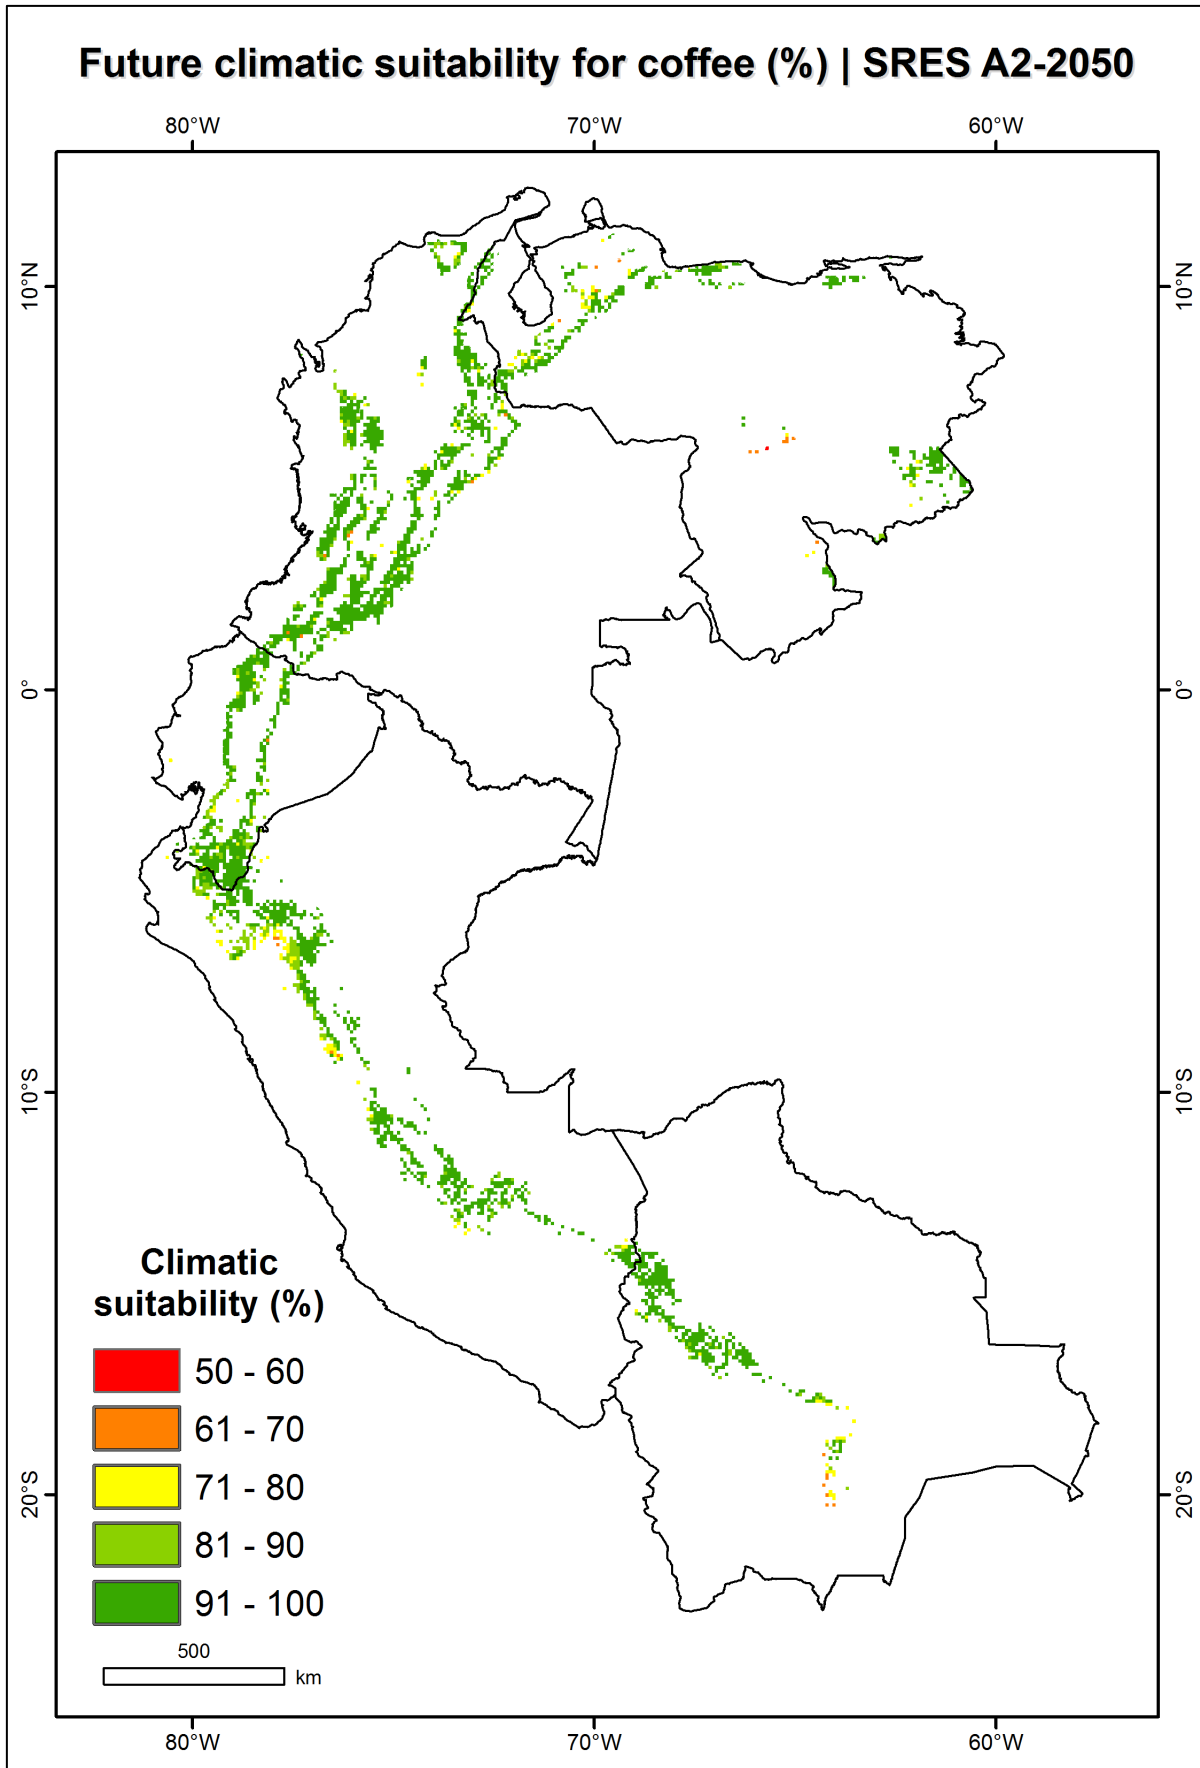 Future climatic suitability for coffee (%) | SRES A2-2050
80°W 70°W 60°W
10°N 10°N
0° 0°
10°S 10°S
20°S 20°S
Climatic
suitability (%)
50 - 60
61 - 70
71 - 80
81 - 90
91 - 100
500
km
80°W 70°W 60°W